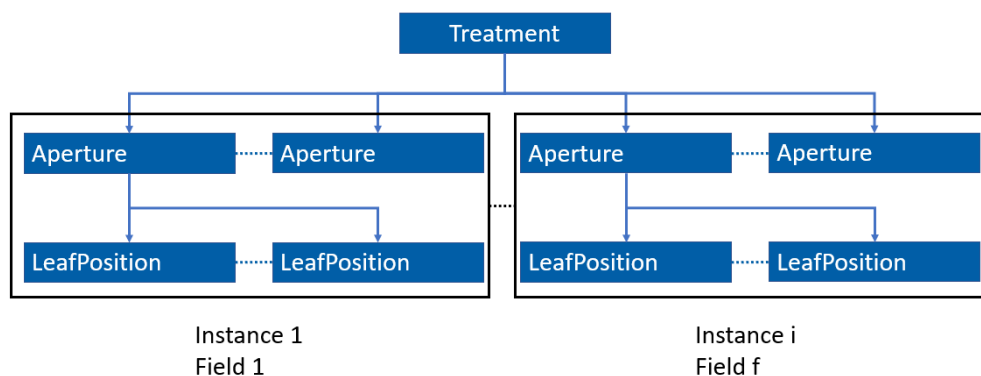 Treatment
Aperture Aperture Aperture Aperture
LeafPosition LeafPosition LeafPosition LeafPosition
Instance 1 Instance i
Field 1 Field f